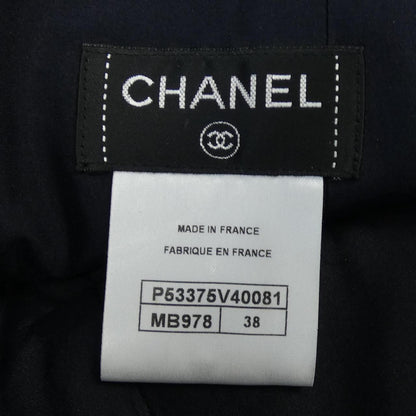 CHANEL
MADE IN FRANCE
FABRIQUE EN FRANCE
P53375V40081
MB978 38